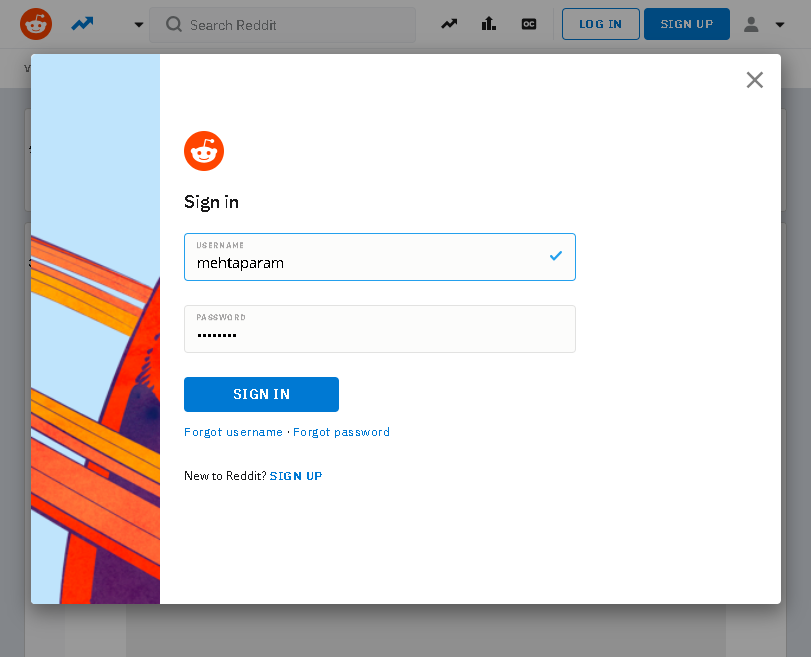 Search Reddit
OC
LOG IN
SIGN UP
Sign in
USERNAME
mehtaparam
PASSWORD
••••••••
SIGN IN
Forgot username · Forgot password
New to Reddit? SIGN UP